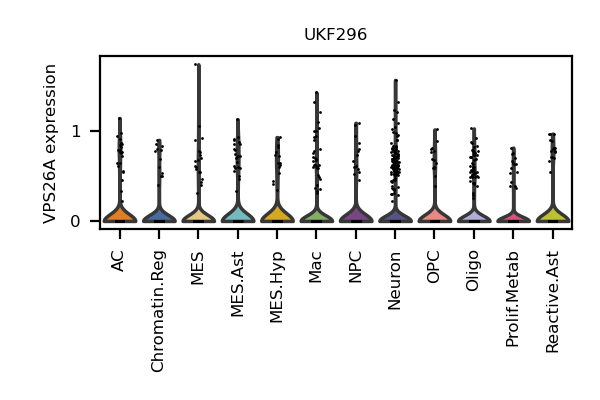 UKF296
VPS26A expression
1
0
AC
Chromatin.Reg
MES
MES.Ast
MES.Hyp
Mac
NPC
Neuron
OPC
Oligo
Prolif.Metab
Reactive.Ast